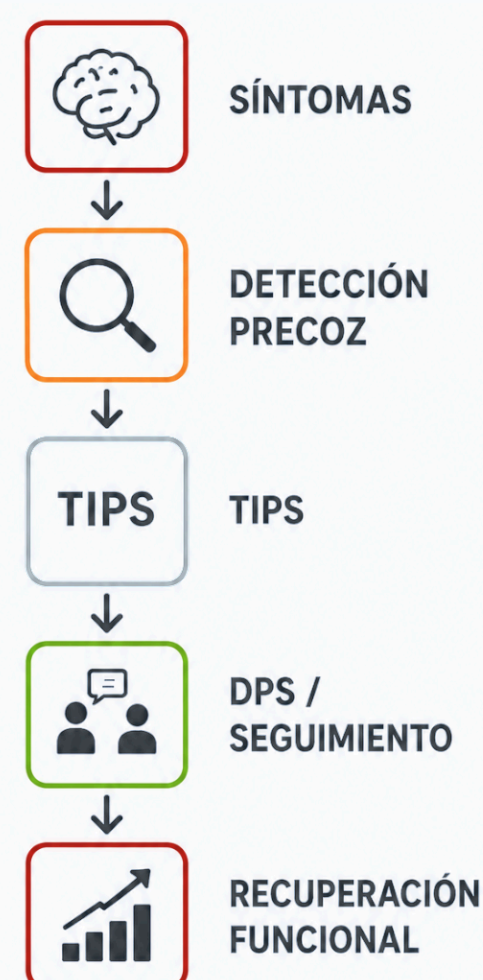 SÍNTOMAS
DETECCIÓN
PRECOZ
TIPS
TIPS
DPS /
SEGUIMIENTO
RECUPERACIÓN
FUNCIONAL